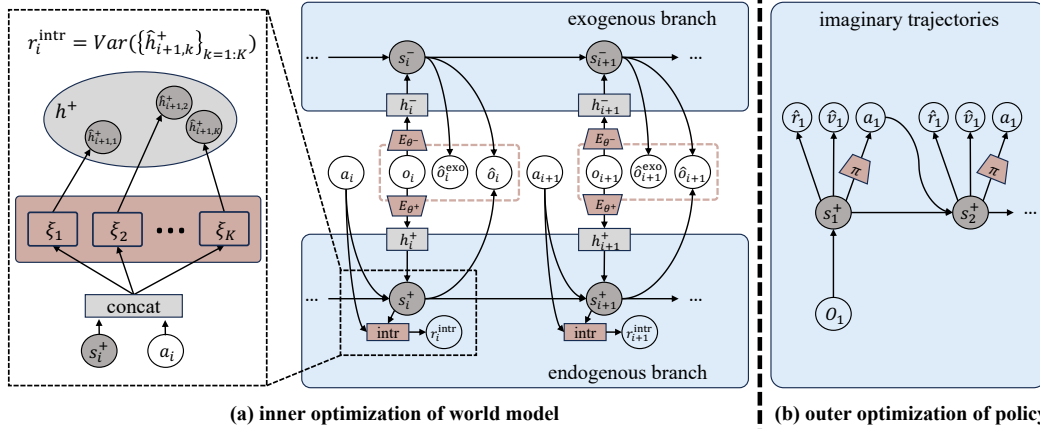 r_i^intr = Var({ĥ^+_{i+1,k}}_{k=1:K})
h^+
ĥ^+_{i+1,1}
ĥ^+_{i+1,2}
ĥ^+_{i+1,K}
ξ_1 ξ_2 ••• ξ_K
concat
s_i^+ a_i
exogenous branch
... s_i^- s_{i+1}^- ...
h_i^- h_{i+1}^-
E_{θ^-} E_{θ^-}
a_i o_i ô_i^exo ô_i a_{i+1} o_{i+1} ô_{i+1}^exo ô_{i+1}
E_{θ^+} E_{θ^+}
h_i^+ h_{i+1}^+
... s_i^+ s_{i+1}^+ ...
intr r_i^intr intr r_{i+1}^intr
endogenous branch
(a) inner optimization of world model
imaginary trajectories
r̂_1 v̂_1 a_1 r̂_1 v̂_1 a_1
π π
s_1^+ s_2^+ ...
O_1
(b) outer optimization of policy